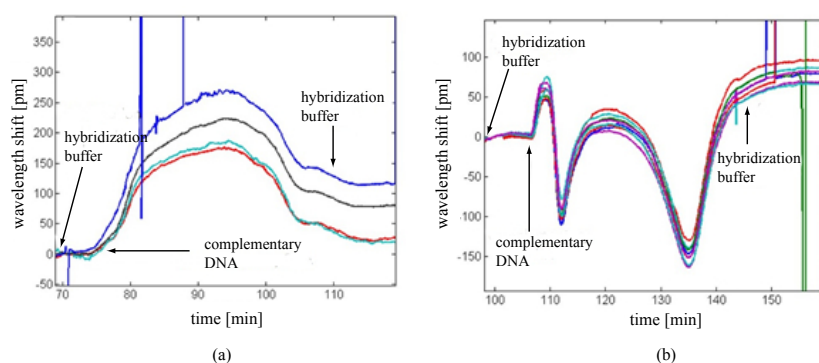 350
300
250
200
150
100
50
0
-50
wavelength shift [pm]
hybridization
buffer
hybridization
buffer
complementary
DNA
70
80
90
100
110
time [min]
(a)
150
100
50
0
-50
-100
-150
wavelength shift [pm]
hybridization
buffer
complementary
DNA
hybridization
buffer
100
110
120
130
140
150
time [min]
(b)